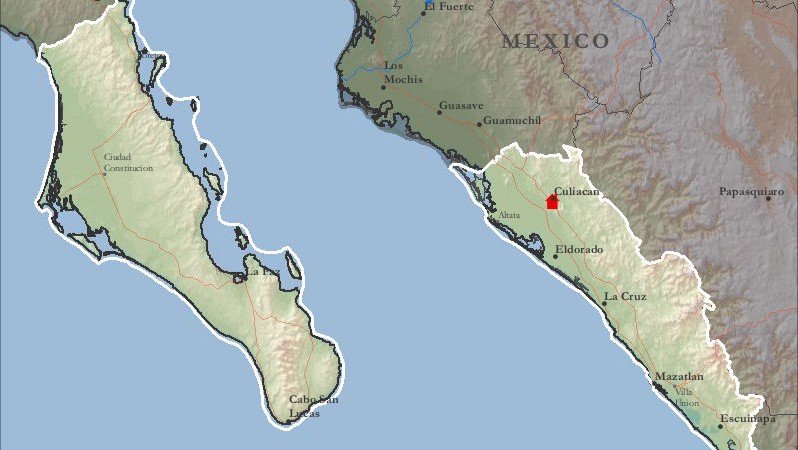 El Fuerte
MEXICO
Los
Mochis
Guasave
Guamuchil
Ciudad
Constitucion
Culiacan
Papasquiaro
Altata
Eldorado
La Paz
La Cruz
Mazatlan
Villa
Union
Cabo San
Lucas
Escuinapa